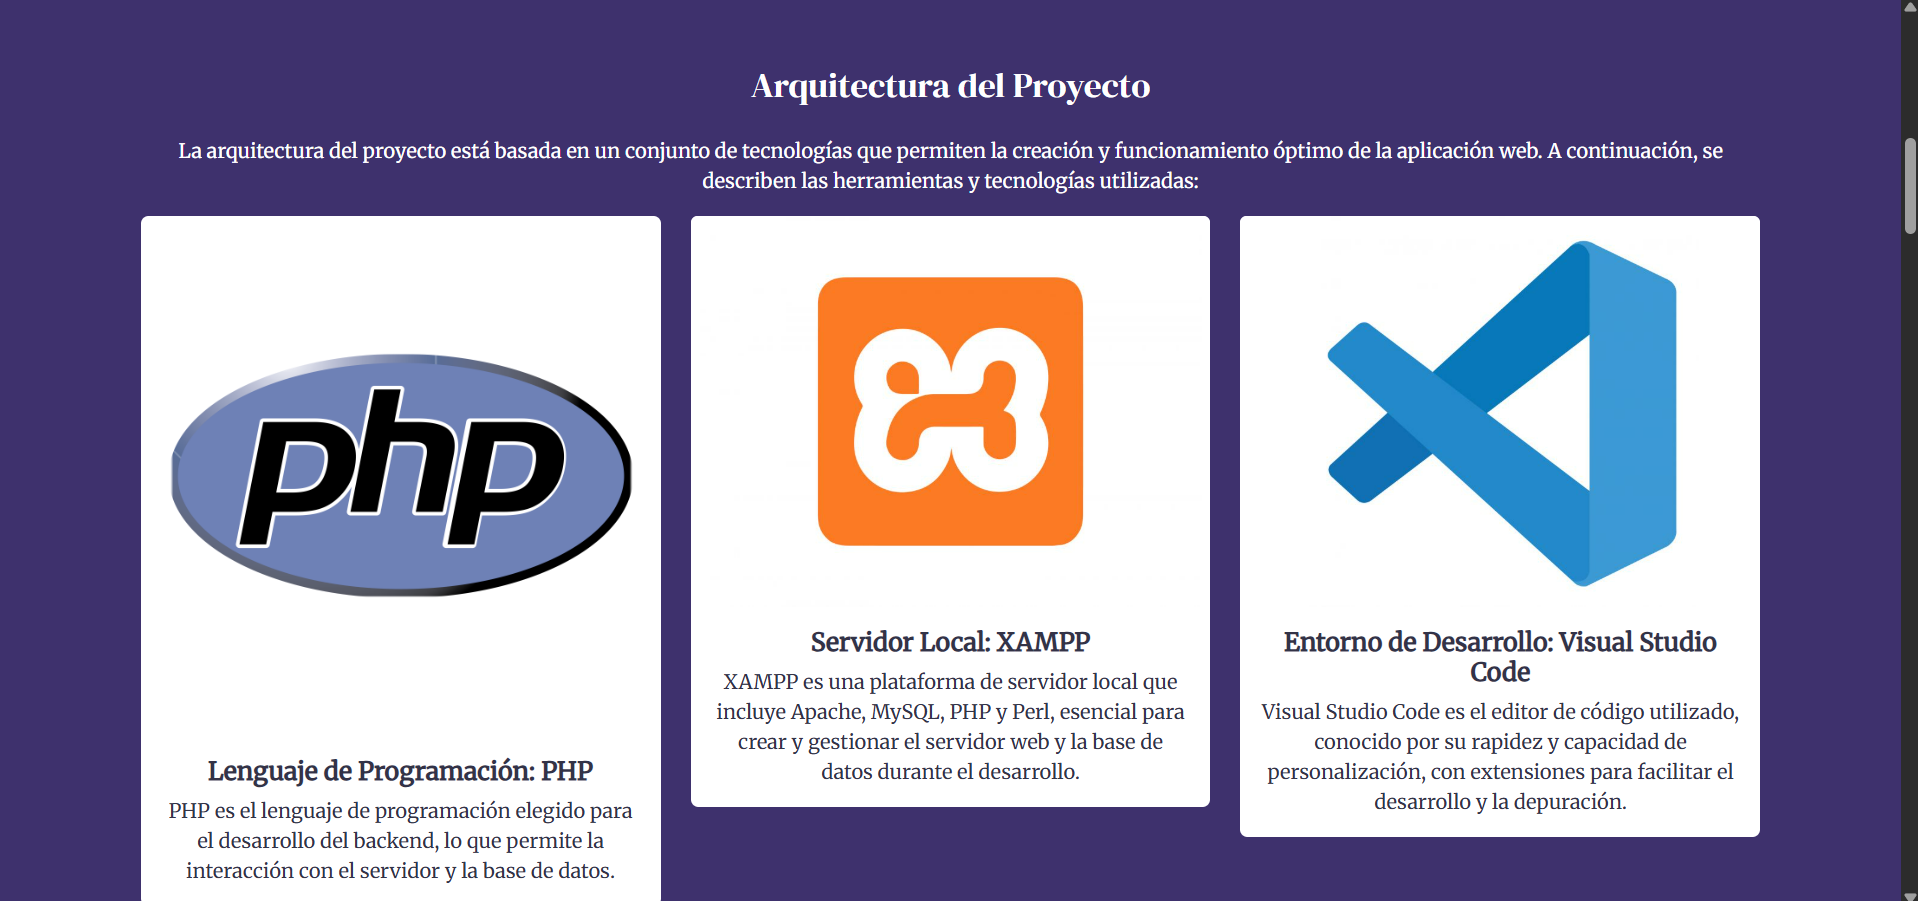 Arquitectura del Proyecto
La arquitectura del proyecto está basada en un conjunto de tecnologías que permiten la creación y funcionamiento óptimo de la aplicación web. A continuación, se
describen las herramientas y tecnologías utilizadas:
php
Lenguaje de Programación: PHP
PHP es el lenguaje de programación elegido para
el desarrollo del backend, lo que permite la
interacción con el servidor y la base de datos.
Servidor Local: XAMPP
XAMPP es una plataforma de servidor local que
incluye Apache, MySQL, PHP y Perl, esencial para
crear y gestionar el servidor web y la base de
datos durante el desarrollo.
Entorno de Desarrollo: Visual Studio
Code
Visual Studio Code es el editor de código utilizado,
conocido por su rapidez y capacidad de
personalización, con extensiones para facilitar el
desarrollo y la depuración.